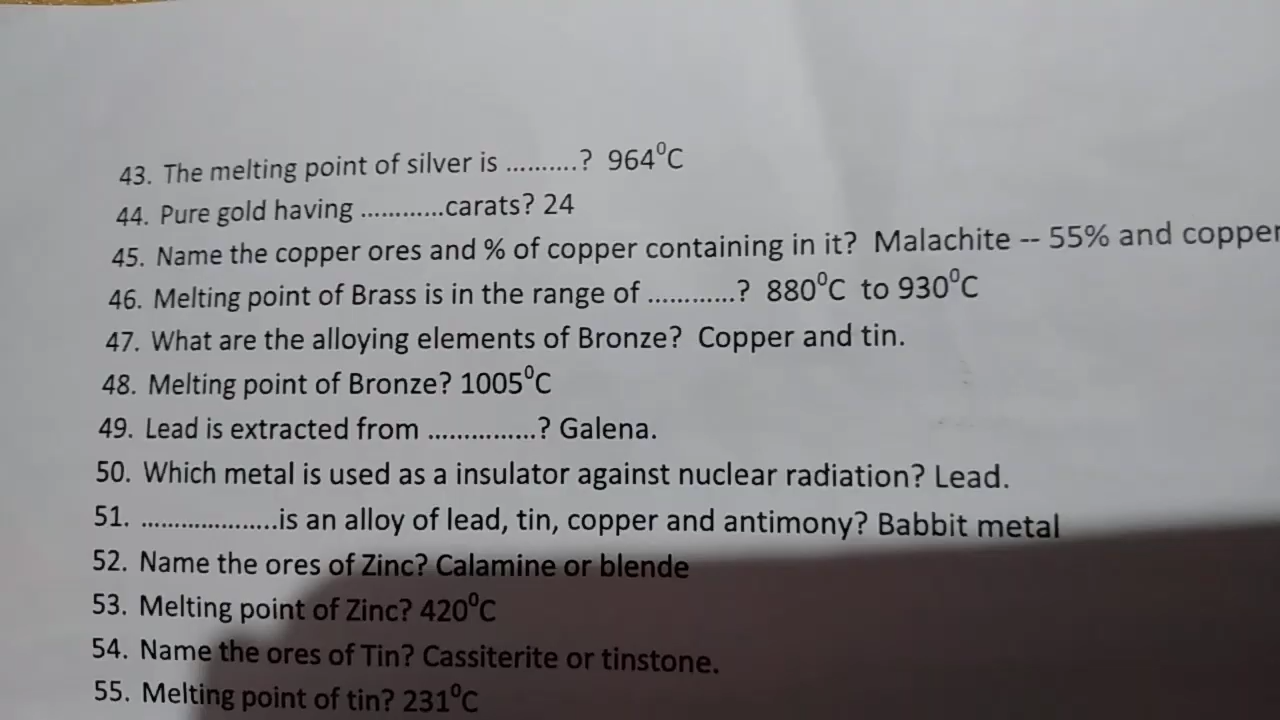 43. The melting point of silver is ..........? 964⁰C
44. Pure gold having ............carats? 24
45. Name the copper ores and % of copper containing in it? Malachite -- 55% and copper
46. Melting point of Brass is in the range of ............? 880⁰C to 930⁰C
47. What are the alloying elements of Bronze? Copper and tin.
48. Melting point of Bronze? 1005⁰C
49. Lead is extracted from ...............? Galena.
50. Which metal is used as a insulator against nuclear radiation? Lead.
51. ....................is an alloy of lead, tin, copper and antimony? Babbit metal
52. Name the ores of Zinc? Calamine or blende
53. Melting point of Zinc? 420⁰C
54. Name the ores of Tin? Cassiterite or tinstone.
55. Melting point of tin? 231⁰C